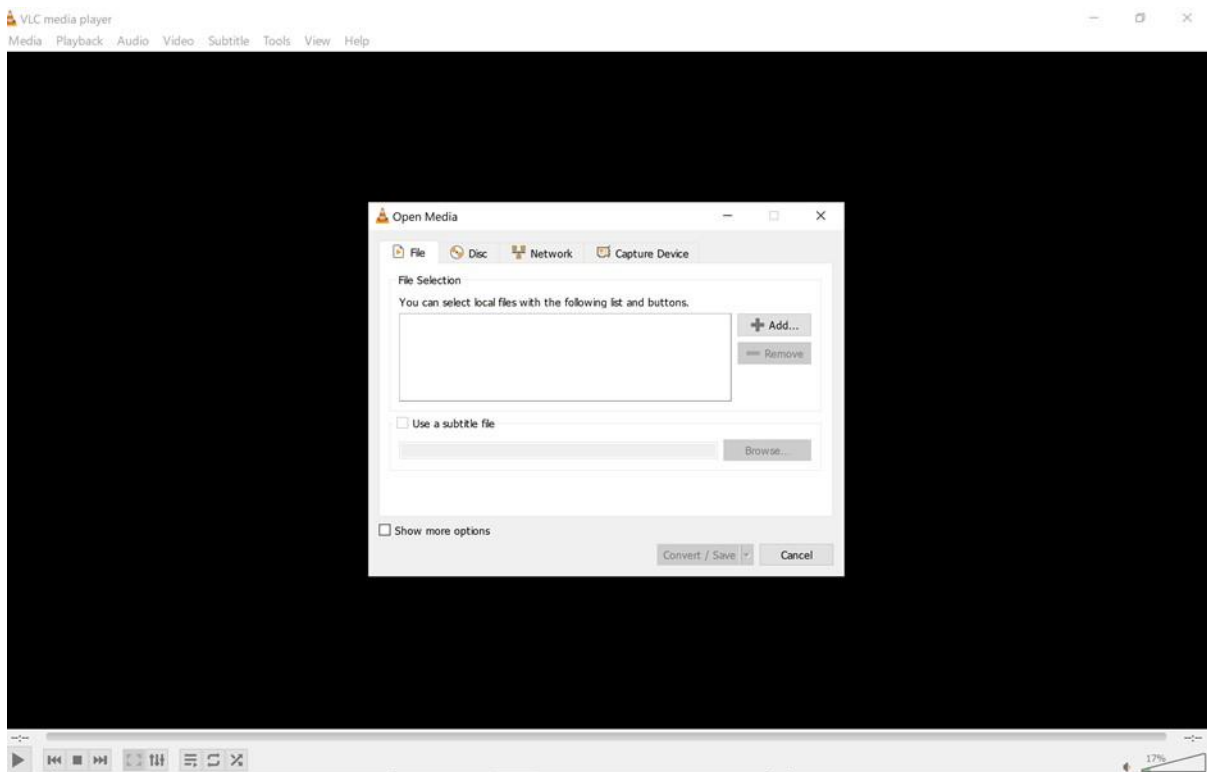 VLC media player
Media Playback Audio Video Subtitle Tools View Help
Open Media
File Disc Network Capture Device
File Selection
You can select local files with the following list and buttons.
Add...
Remove
Use a subtitle file
Browse...
Show more options
Convert / Save Cancel
--:-- --:--
17%